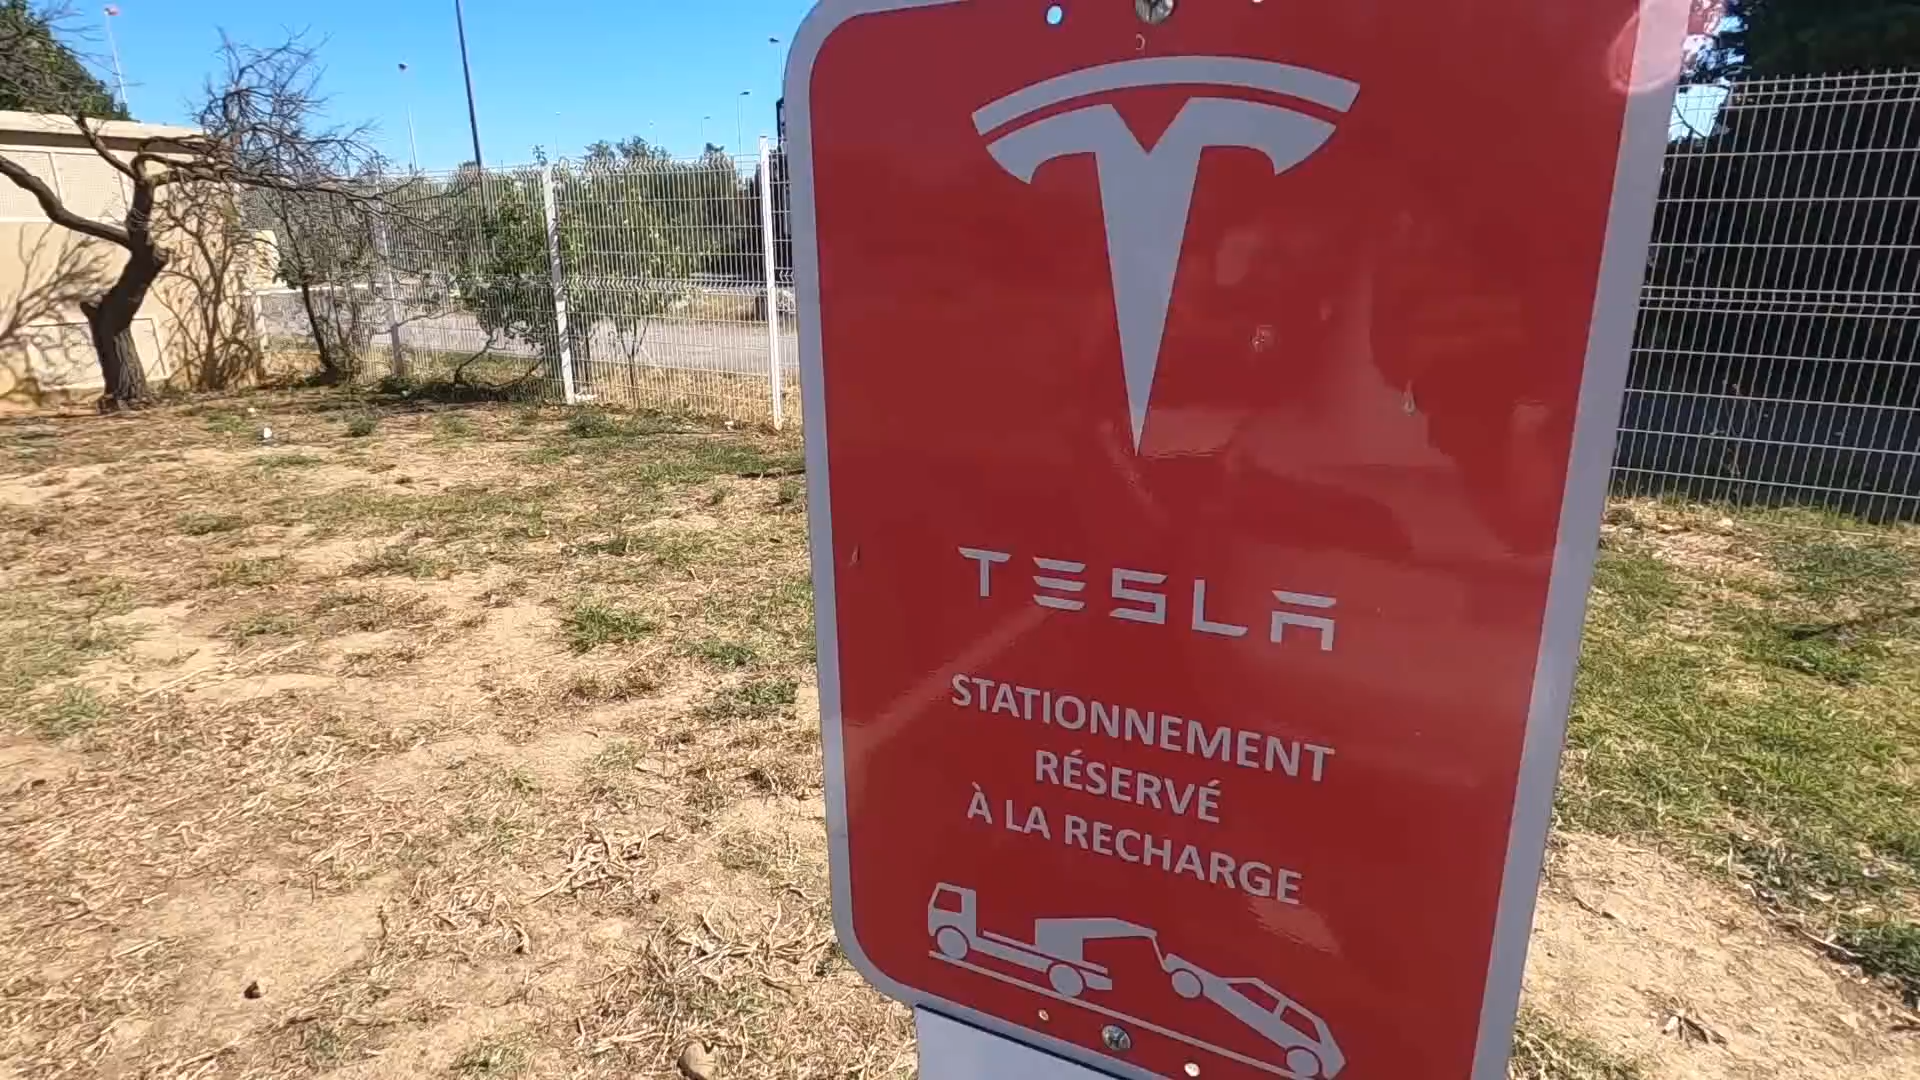 TESLA
STATIONNEMENT
RÉSERVÉ
À LA RECHARGE